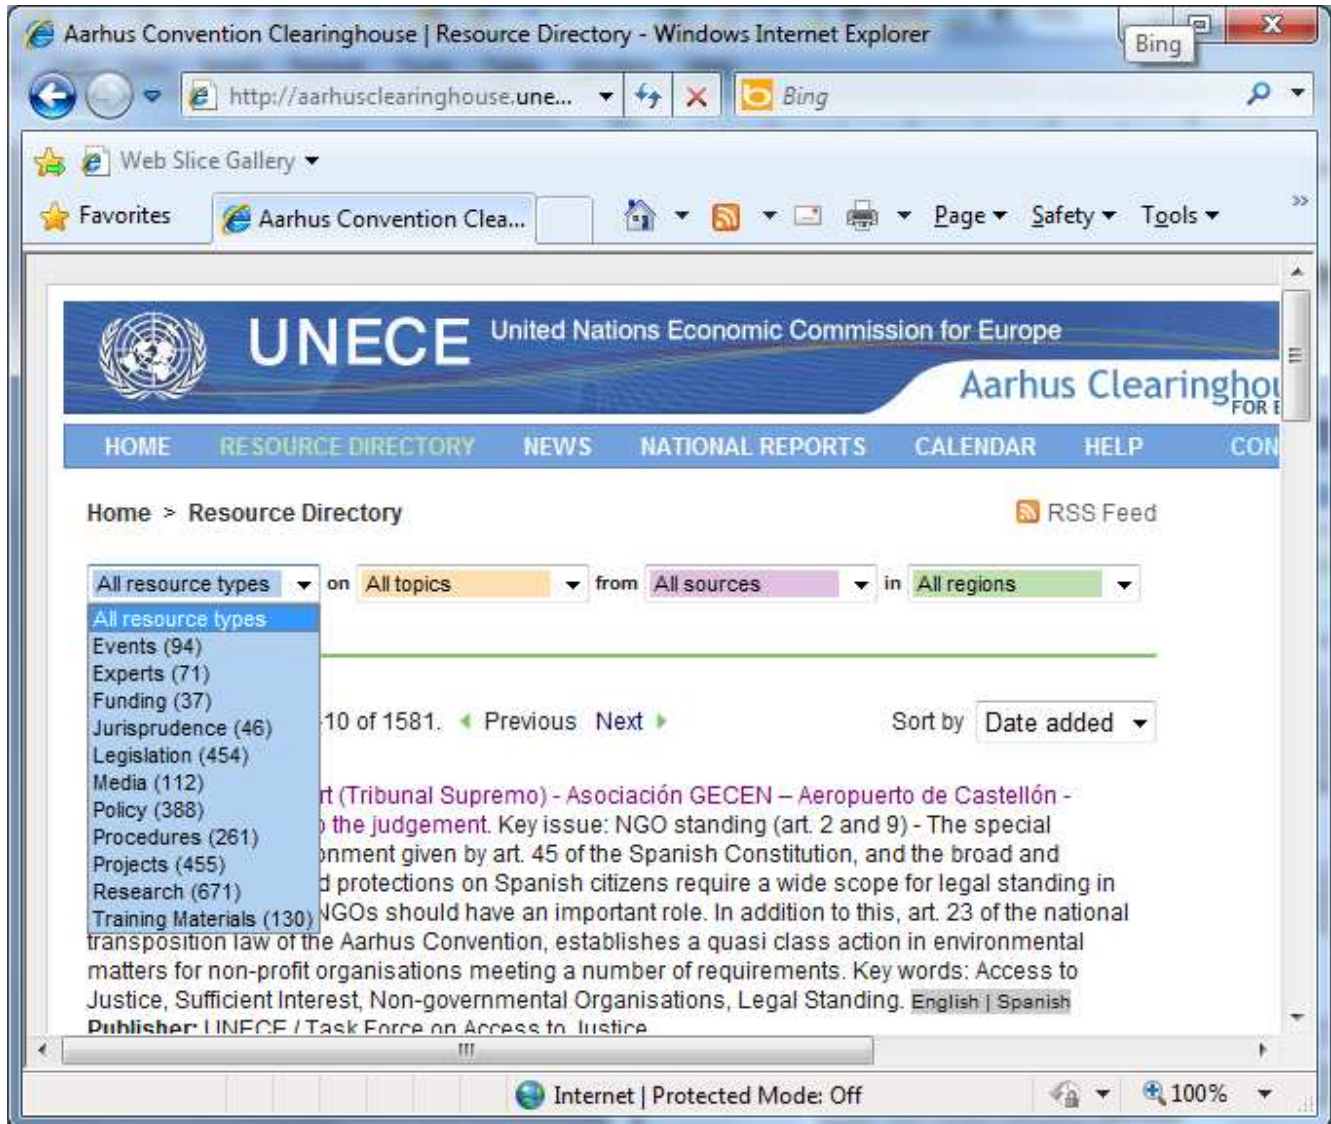 Aarhus Convention Clearinghouse | Resource Directory - Windows Internet Explorer
Bing
http://aarhusclearinghouse.une...
Bing
Web Slice Gallery
Favorites
Aarhus Convention Clea...
Page Safety Tools
UNECE United Nations Economic Commission for Europe
Aarhus Clearinghou
FOR E
HOME RESOURCE DIRECTORY NEWS NATIONAL REPORTS CALENDAR HELP CON
Home > Resource Directory RSS Feed
All resource types on All topics from All sources in All regions
All resource types
Events (94)
Experts (71)
Funding (37)
Jurisprudence (46)
Legislation (454)
Media (112)
Policy (388)
Procedures (261)
Projects (455)
Research (671)
Training Materials (130)
-10 of 1581. Previous Next Sort by Date added
rt (Tribunal Supremo) - Asociación GECEN – Aeropuerto de Castellón -
the judgement. Key issue: NGO standing (art. 2 and 9) - The special
onment given by art. 45 of the Spanish Constitution, and the broad and
d protections on Spanish citizens require a wide scope for legal standing in
NGOs should have an important role. In addition to this, art. 23 of the national
transposition law of the Aarhus Convention, establishes a quasi class action in environmental
matters for non-profit organisations meeting a number of requirements. Key words: Access to
Justice, Sufficient Interest, Non-governmental Organisations, Legal Standing. English | Spanish
Publisher: UNECE / Task Force on Access to Justice
Internet | Protected Mode: Off 100%